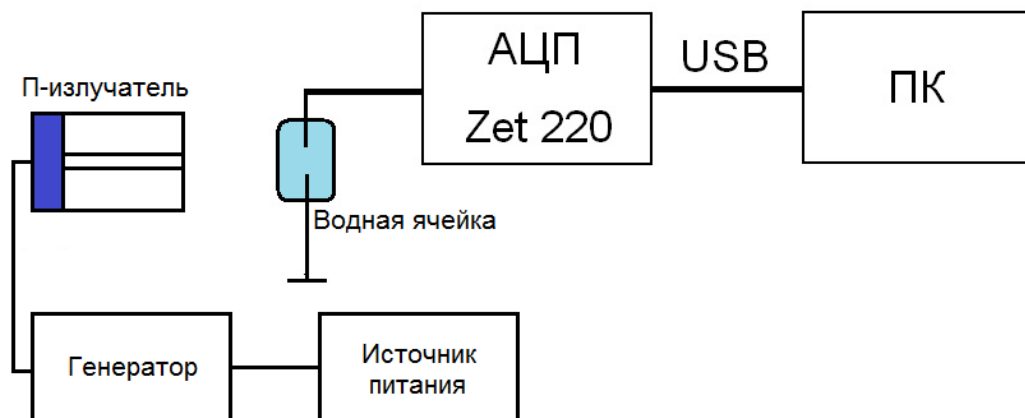 П-излучатель
АЦП
Zet 220
USB
ПК
Водная ячейка
Генератор
Источник
питания